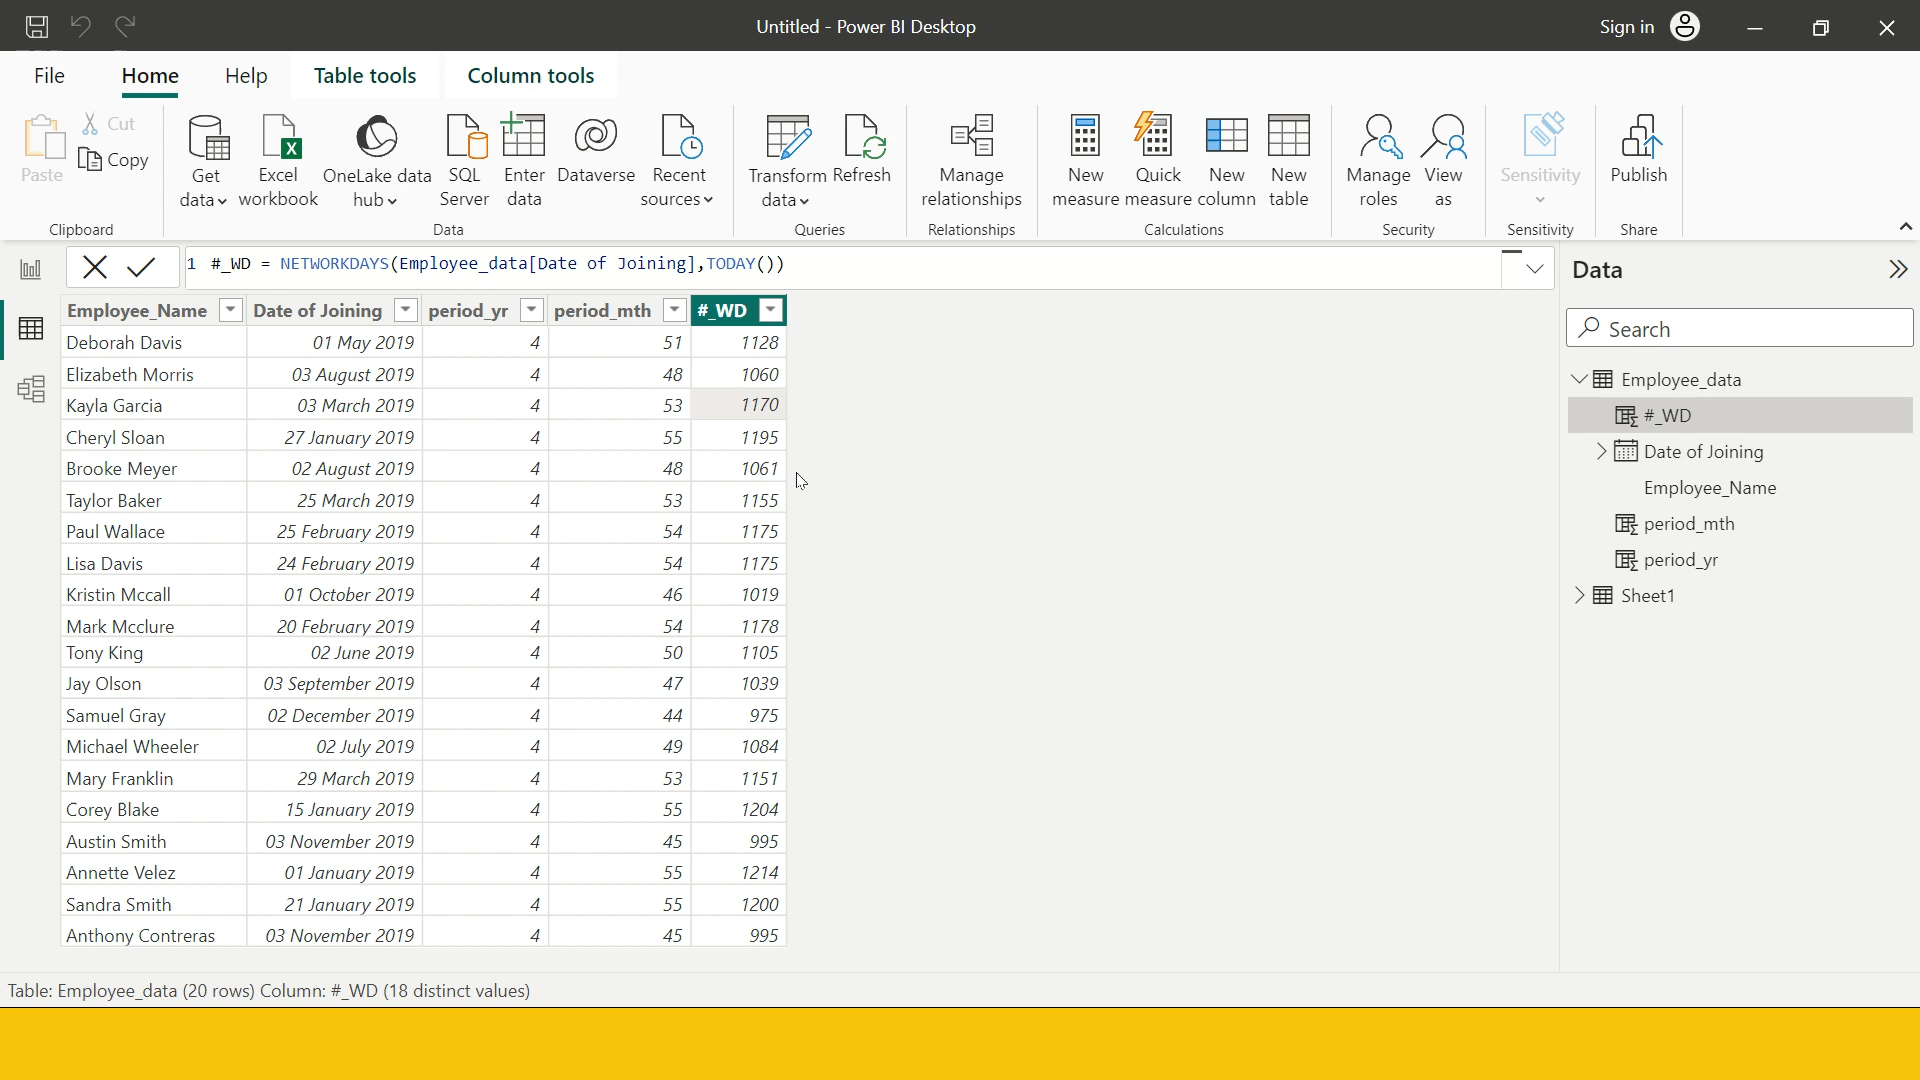 Untitled - Power BI Desktop
Sign in
File Home Help Table tools Column tools
Paste
Cut
Copy
Clipboard
Get data
Excel workbook
OneLake data hub
SQL Server
Enter data
Dataverse
Recent sources
Data
Transform data
Refresh
Queries
Manage relationships
Relationships
New measure
Quick measure
New column
New table
Calculations
Manage roles
View as
Security
Sensitivity
Sensitivity
Publish
Share
1 #_WD = NETWORKDAYS(Employee_data[Date of Joining],TODAY())
Employee_Name Date of Joining period_yr period_mth #_WD
Deborah Davis 01 May 2019 4 51 1128
Elizabeth Morris 03 August 2019 4 48 1060
Kayla Garcia 03 March 2019 4 53 1170
Cheryl Sloan 27 January 2019 4 55 1195
Brooke Meyer 02 August 2019 4 48 1061
Taylor Baker 25 March 2019 4 53 1155
Paul Wallace 25 February 2019 4 54 1175
Lisa Davis 24 February 2019 4 54 1175
Kristin Mccall 01 October 2019 4 46 1019
Mark Mcclure 20 February 2019 4 54 1178
Tony King 02 June 2019 4 50 1105
Jay Olson 03 September 2019 4 47 1039
Samuel Gray 02 December 2019 4 44 975
Michael Wheeler 02 July 2019 4 49 1084
Mary Franklin 29 March 2019 4 53 1151
Corey Blake 15 January 2019 4 55 1204
Austin Smith 03 November 2019 4 45 995
Annette Velez 01 January 2019 4 55 1214
Sandra Smith 21 January 2019 4 55 1200
Anthony Contreras 03 November 2019 4 45 995
Data
Search
Employee_data
#_WD
Date of Joining
Employee_Name
period_mth
period_yr
Sheet1
Table: Employee_data (20 rows) Column: #_WD (18 distinct values)